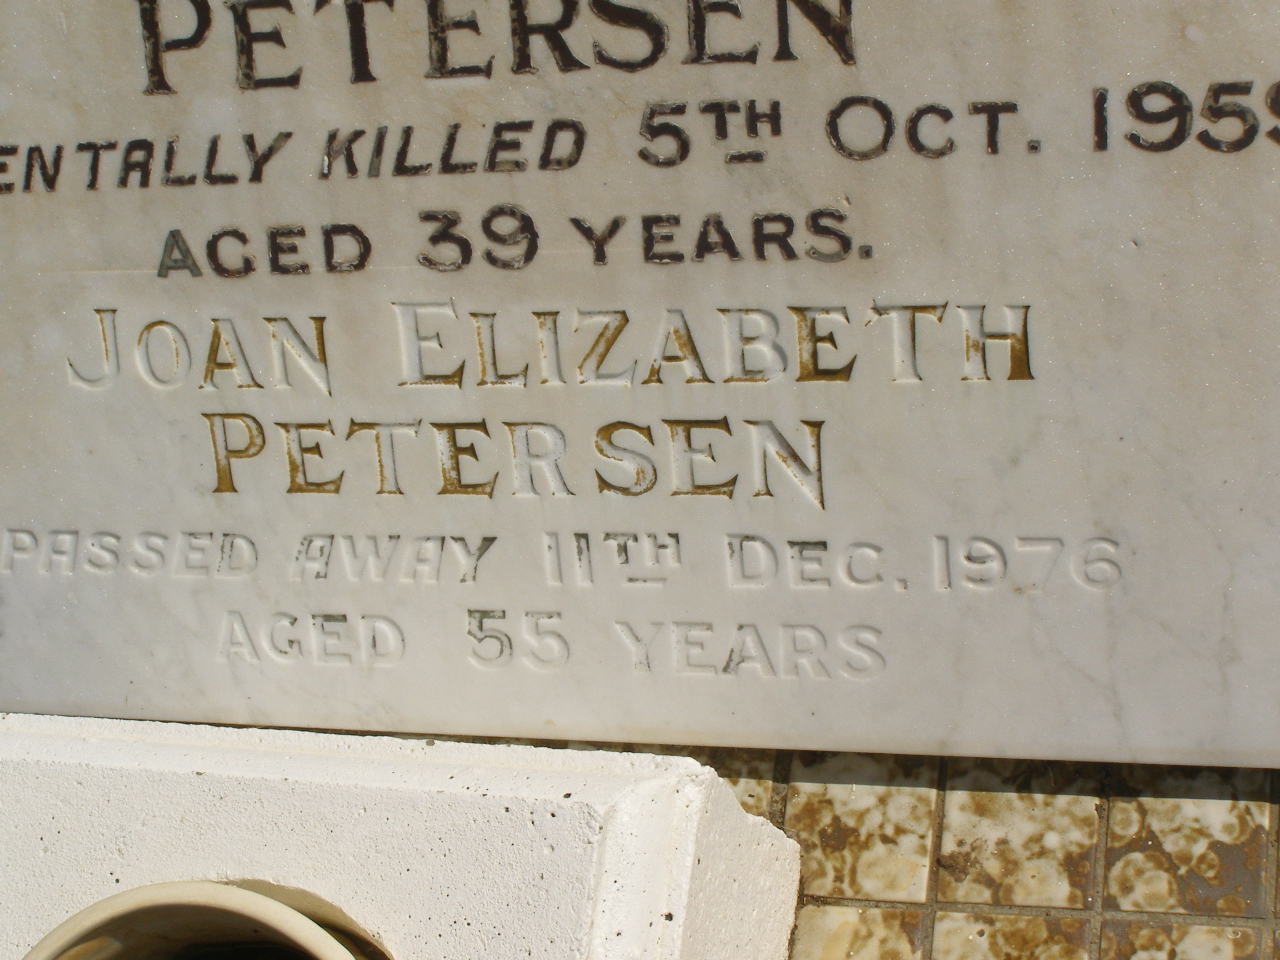 PETERSEN
ENTALLY KILLED 5TH OCT. 1959
AGED 39 YEARS.
JOAN ELIZABETH
PETERSEN
PASSED AWAY 11TH DEC. 1976
AGED 55 YEARS